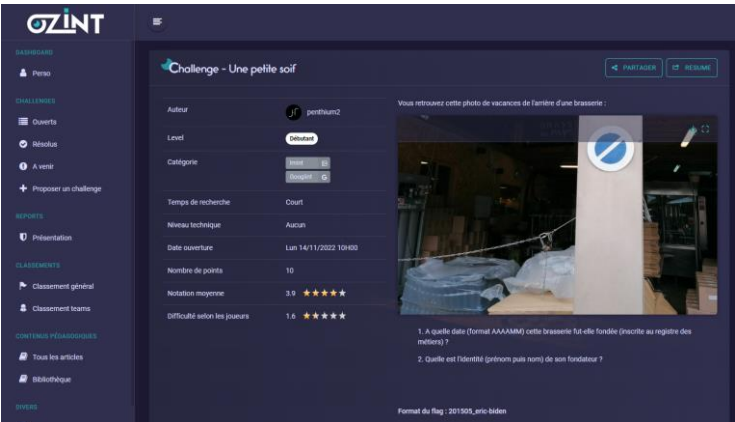 OZINT
DASHBOARD
Perso
CHALLENGES
Ouverts
Résolus
A venir
Proposer un challenge
REPORTS
Présentation
CLASSEMENTS
Classement général
Classement teams
CONTENUS PÉDAGOGIQUES
Tous les articles
Bibliothèque
DIVERS
Challenge - Une petite soif
PARTAGER
RESUME
Auteur
penthium2
Level
Débutant
Catégorie
Imint
Googlint
Temps de recherche
Court
Niveau technique
Aucun
Date ouverture
Lun 14/11/2022 10H00
Nombre de points
10
Notation moyenne
3.9
Difficulté selon les joueurs
1.6
Vous retrouvez cette photo de vacances de l'arrière d'une brasserie :
1. A quelle date (format AAAAMM) cette brasserie fut-elle fondée (inscrite au registre des
métiers) ?
2. Quelle est l'identité (prénom puis nom) de son fondateur ?
Format du flag : 201505_eric-biden